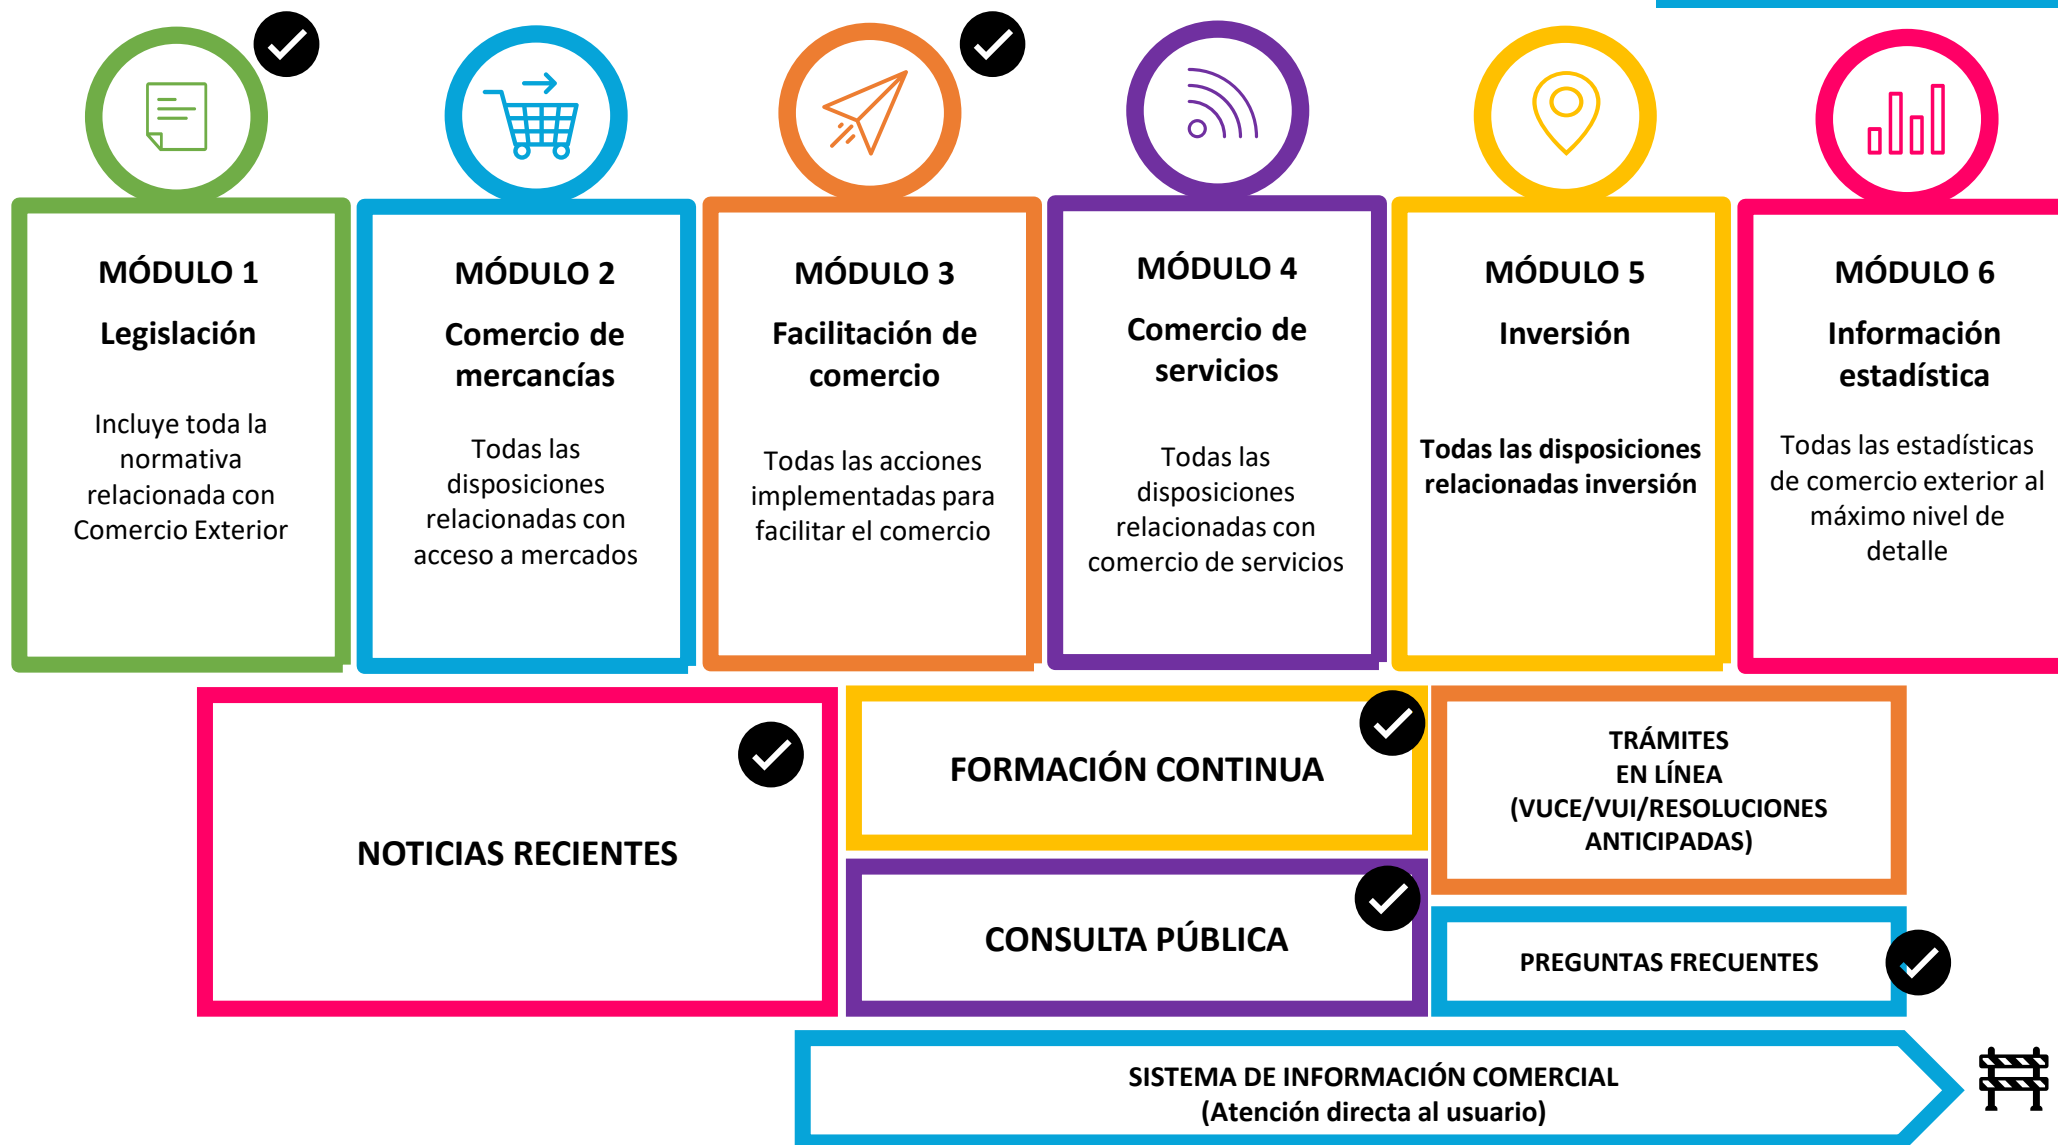 MÓDULO 1
Legislación
Incluye toda la
normativa
relacionada con
Comercio Exterior
MÓDULO 2
Comercio de
mercancías
Todas las
disposiciones
relacionadas con
acceso a mercados
MÓDULO 3
Facilitación de
comercio
Todas las acciones
implementadas para
facilitar el comercio
MÓDULO 4
Comercio de
servicios
Todas las
disposiciones
relacionadas con
comercio de servicios
MÓDULO 5
Inversión
Todas las disposiciones
relacionadas inversión
MÓDULO 6
Información
estadística
Todas las estadísticas
de comercio exterior al
máximo nivel de
detalle
NOTICIAS RECIENTES
FORMACIÓN CONTINUA
CONSULTA PÚBLICA
TRÁMITES
EN LÍNEA
(VUCE/VUI/RESOLUCIONES
ANTICIPADAS)
PREGUNTAS FRECUENTES
SISTEMA DE INFORMACIÓN COMERCIAL
(Atención directa al usuario)